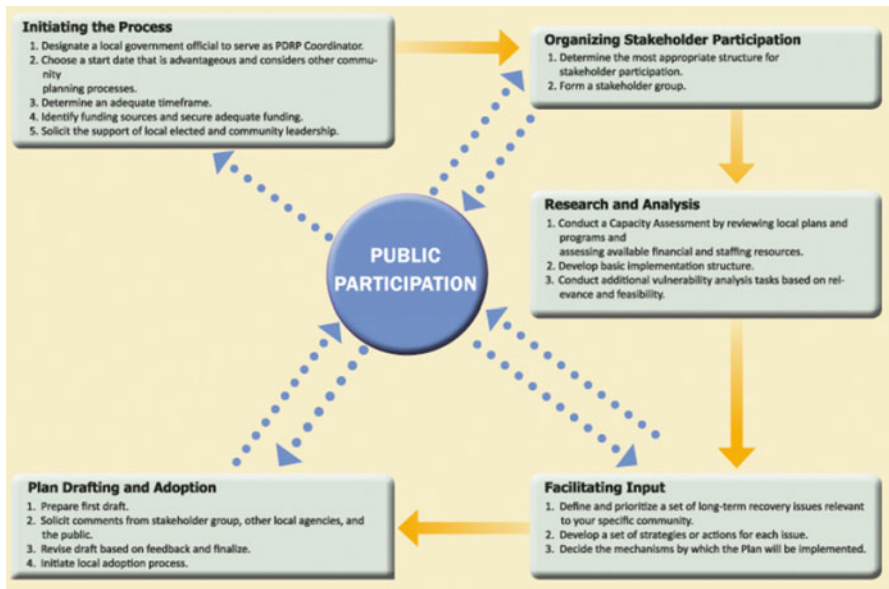 Initiating the Process
1. Designate a local government official to serve as PDRP Coordinator.
2. Choose a start date that is advantageous and considers other commu-
nity
planning processes.
3. Determine an adequate timeframe.
4. Identify funding sources and secure adequate funding.
5. Solicit the support of local elected and community leadership.
Organizing Stakeholder Participation
1. Determine the most appropriate structure for
stakeholder participation.
2. Form a stakeholder group.
Research and Analysis
1. Conduct a Capacity Assessment by reviewing local plans and
programs and
assessing available financial and staffing resources.
2. Develop basic implementation structure.
3. Conduct additional vulnerability analysis tasks based on rel-
evance and feasibility.
PUBLIC
PARTICIPATION
Plan Drafting and Adoption
1. Prepare first draft.
2. Solicit comments from stakeholder group, other local agencies, and
the public.
3. Revise draft based on feedback and finalize.
4. Initiate local adoption process.
Facilitating Input
1. Define and prioritize a set of long-term recovery issues relevant
to your specific community.
2. Develop a set of strategies or actions for each issue.
3. Decide the mechanisms by which the Plan will be implemented.